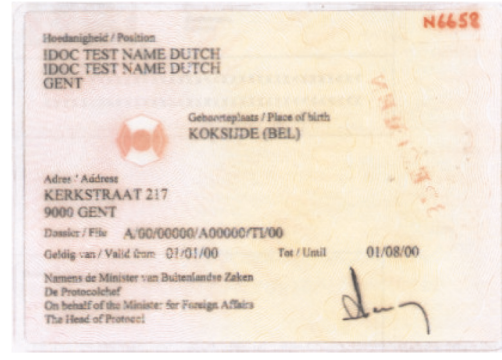 N6658
Hoedanigheid / Position
IDOC TEST NAME DUTCH
IDOC TEST NAME DUTCH
GENT
Geboorteplaats / Place of birth
KOKSIJDE (BEL)
Adres / Address
KERKSTRAAT 217
9000 GENT
Dossier / File A/00/00000/A00000/TI/00
Geldig van / Valid from 01/01/00 Tot / Until 01/08/00
Namens de Minister van Buitenlandse Zaken
De Protocolchef
On behalf of the Minister for Foreign Affairs
The Head of Protocol